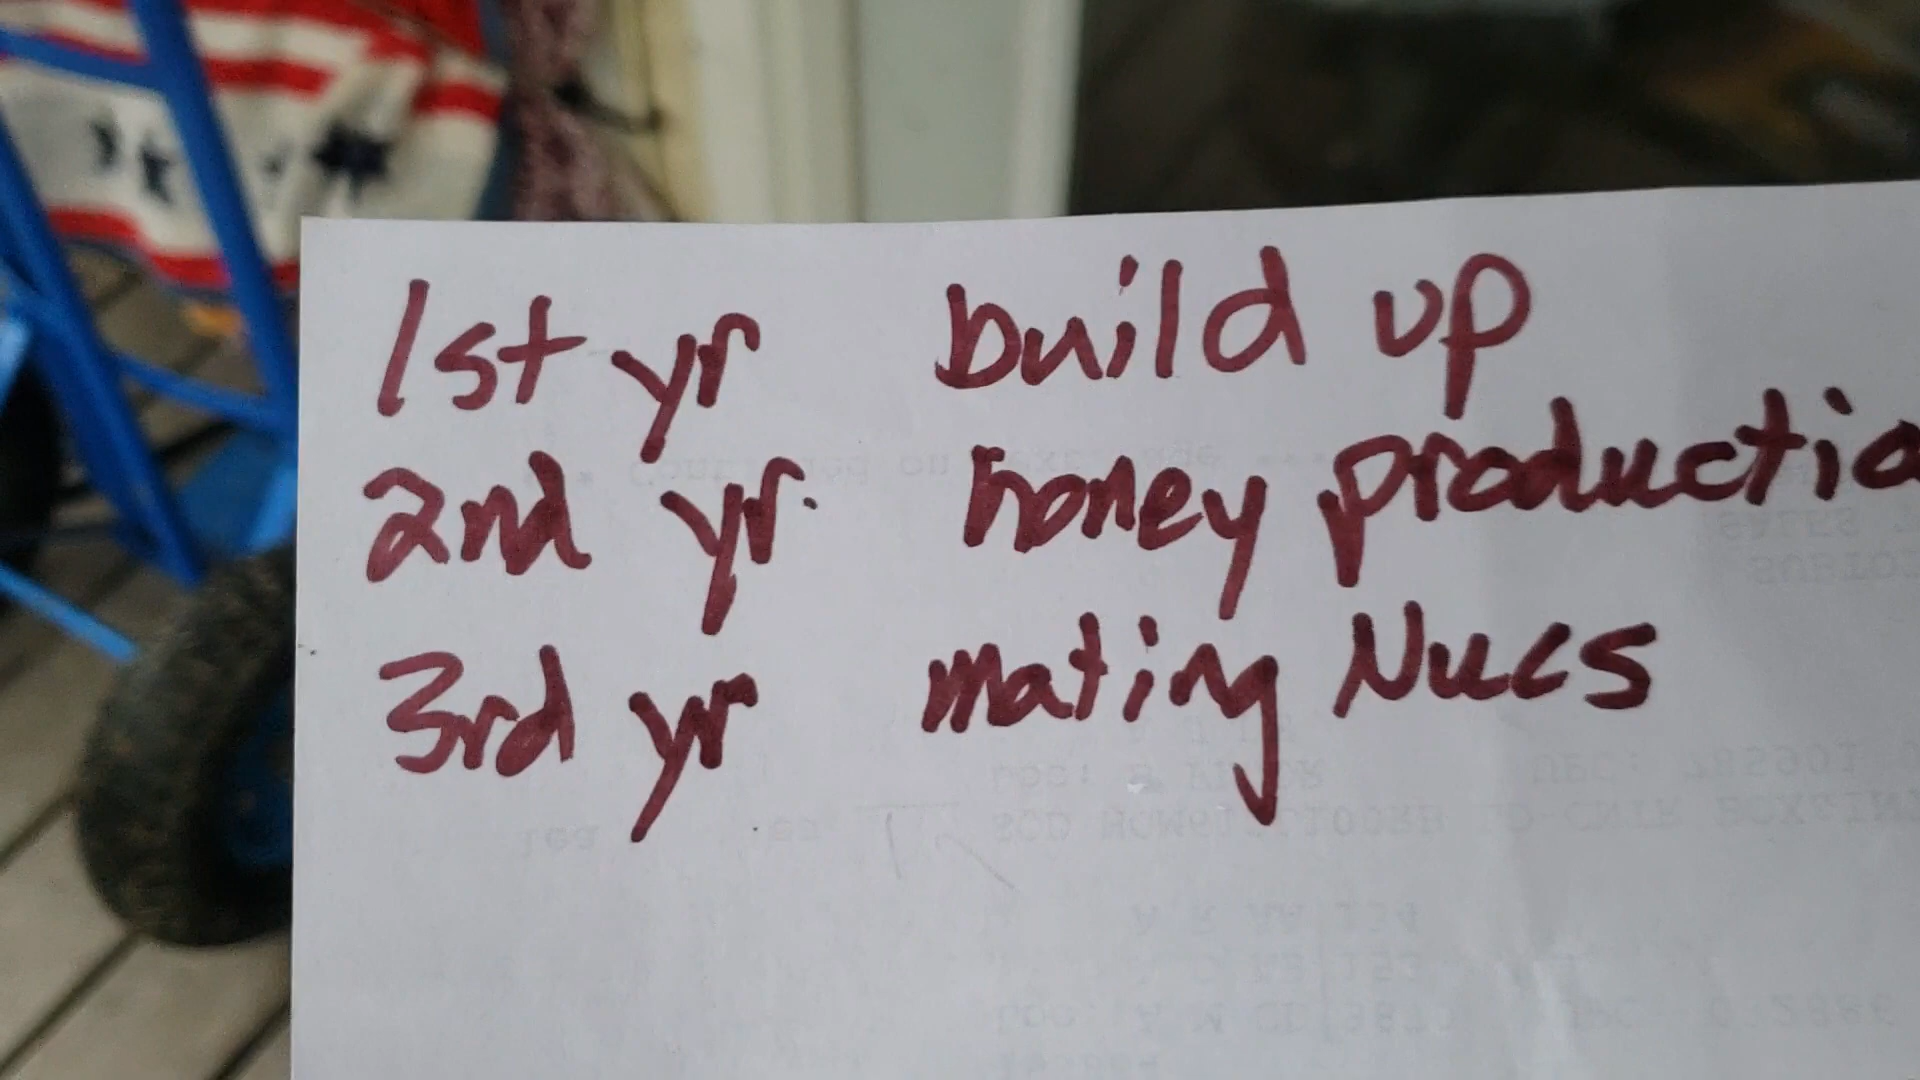 1st yr build up
2nd yr. honey productio
3rd yr mating Nucs